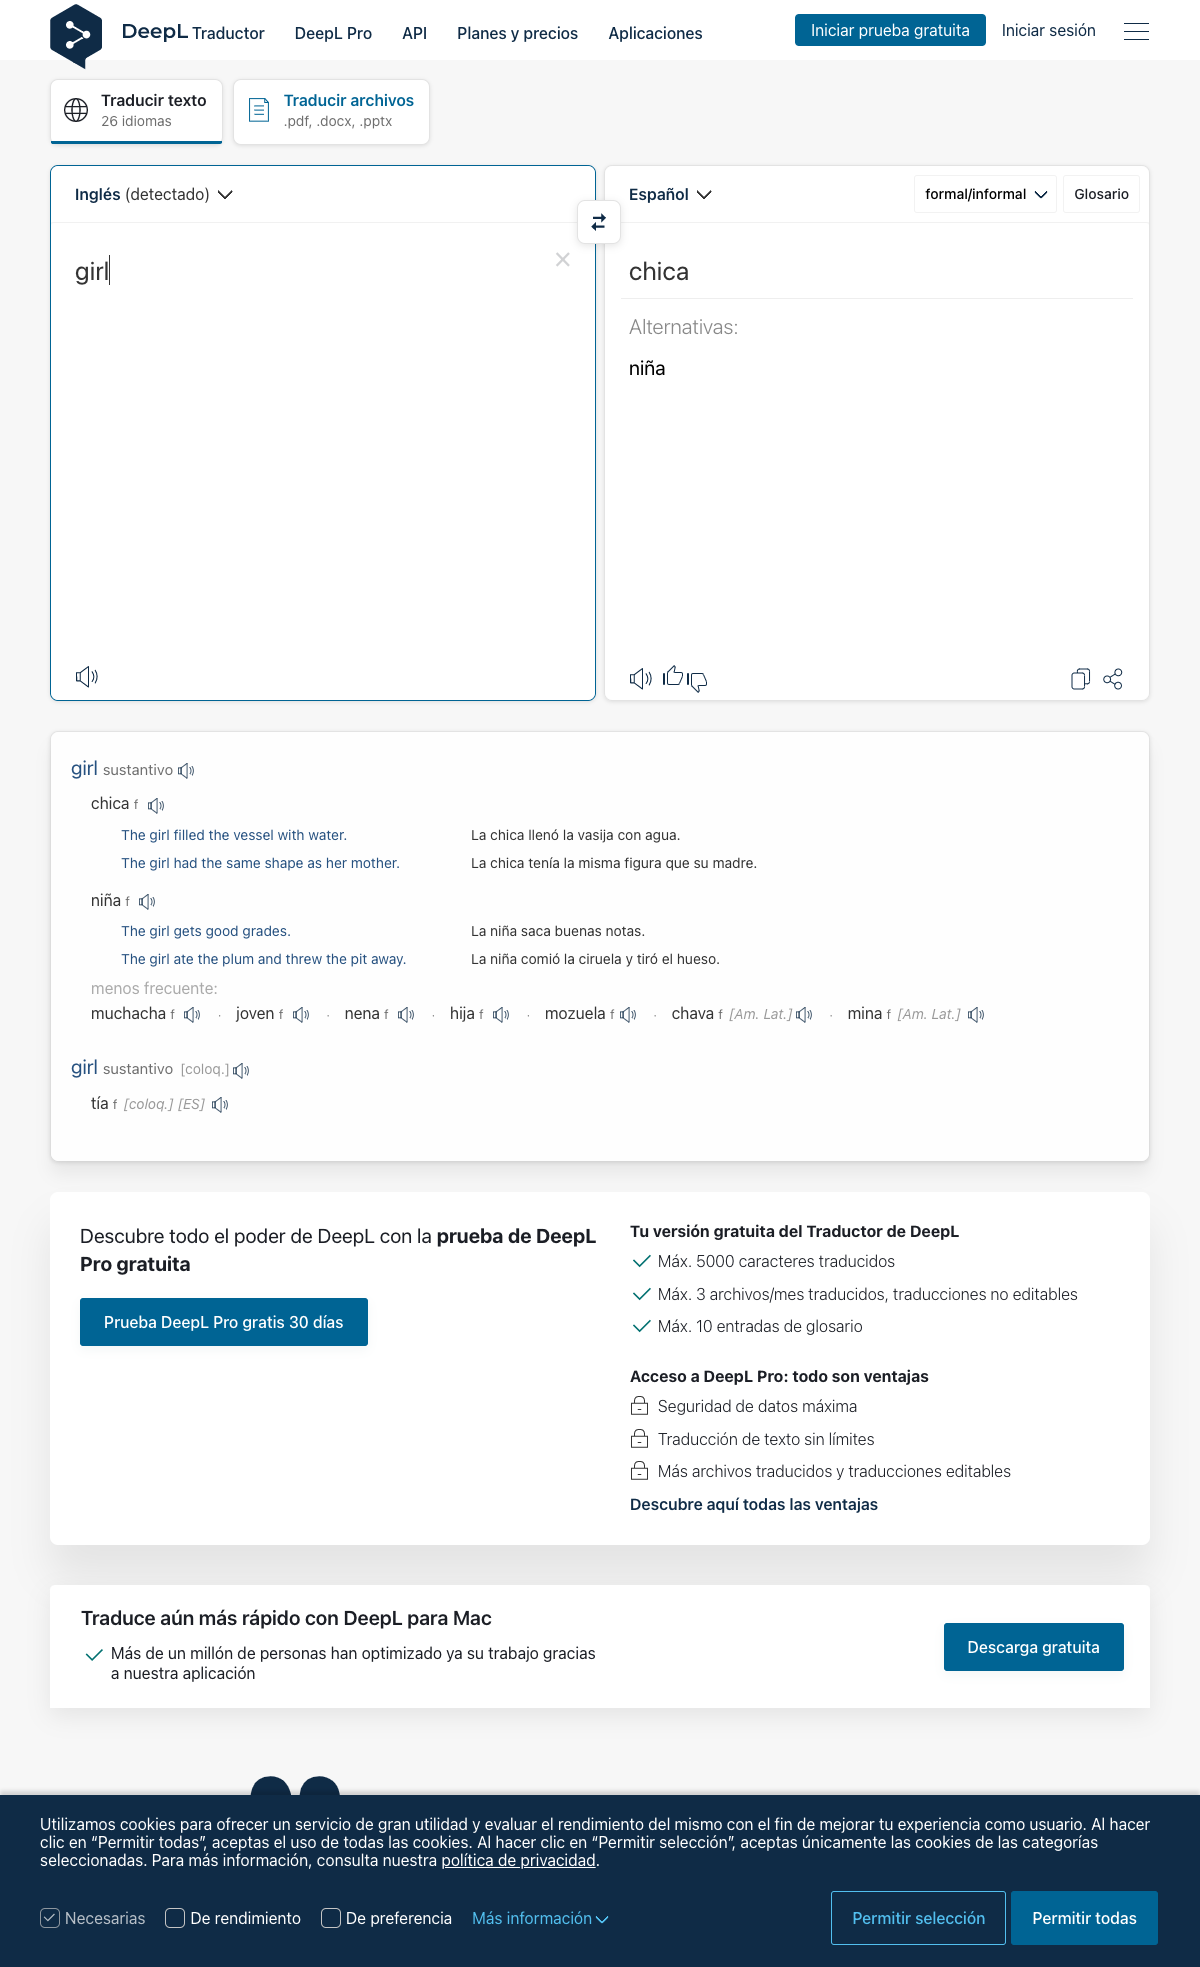 DeepL Traductor DeepL Pro API Planes y precios Aplicaciones Iniciar prueba gratuita Iniciar sesión
Traducir texto
26 idiomas
Traducir archivos
.pdf, .docx, .pptx
Inglés (detectado)
girl
Español formal/informal Glosario
chica
Alternativas:
niña
girl sustantivo
chica f
The girl filled the vessel with water. La chica llenó la vasija con agua.
The girl had the same shape as her mother. La chica tenía la misma figura que su madre.
niña f
The girl gets good grades. La niña saca buenas notas.
The girl ate the plum and threw the pit away. La niña comió la ciruela y tiró el hueso.
menos frecuente:
muchacha f · joven f · nena f · hija f · mozuela f · chava f [Am. Lat.] · mina f [Am. Lat.]
girl sustantivo [coloq.]
tía f [coloq.] [ES]
Descubre todo el poder de DeepL con la prueba de DeepL
Pro gratuita
Prueba DeepL Pro gratis 30 días
Tu versión gratuita del Traductor de DeepL
Máx. 5000 caracteres traducidos
Máx. 3 archivos/mes traducidos, traducciones no editables
Máx. 10 entradas de glosario
Acceso a DeepL Pro: todo son ventajas
Seguridad de datos máxima
Traducción de texto sin límites
Más archivos traducidos y traducciones editables
Descubre aquí todas las ventajas
Traduce aún más rápido con DeepL para Mac
Más de un millón de personas han optimizado ya su trabajo gracias
a nuestra aplicación
Descarga gratuita
Utilizamos cookies para ofrecer un servicio de gran utilidad y evaluar el rendimiento del mismo con el fin de mejorar tu experiencia como usuario. Al hacer
clic en “Permitir todas”, aceptas el uso de todas las cookies. Al hacer clic en “Permitir selección”, aceptas únicamente las cookies de las categorías
seleccionadas. Para más información, consulta nuestra política de privacidad.
Necesarias De rendimiento De preferencia Más información Permitir selección Permitir todas